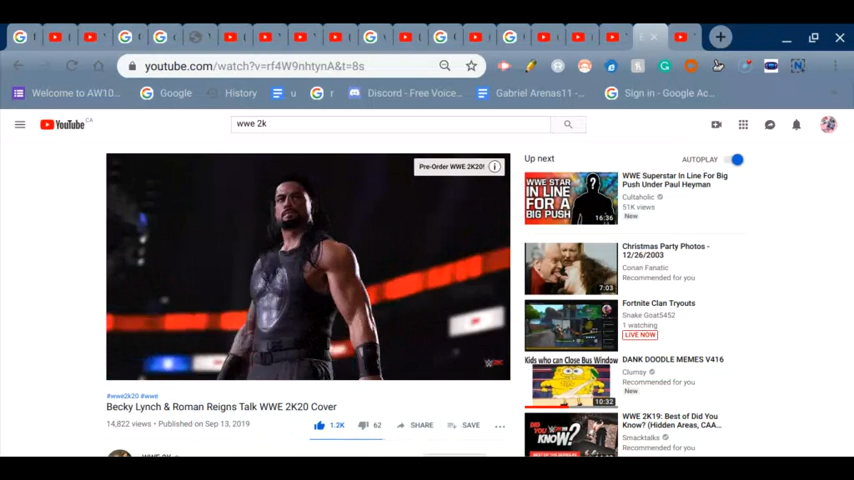 youtube.com/watch?v=rf4W9nhtynA&t=8s
Welcome to AW10...
Google
History
u
r
Discord - Free Voice...
Gabriel Arenas11 -...
Sign in - Google Ac...
YouTube CA
wwe 2k
Pre-Order WWE 2K20!
Up next
AUTOPLAY
WWE STAR IN LINE FOR A BIG PUSH
16:36
WWE Superstar In Line For Big
Push Under Paul Heyman
Cultaholic
51K views
New
7:03
Christmas Party Photos -
12/26/2003
Conan Fanatic
Recommended for you
Fortnite Clan Tryouts
Snake Goat5452
1 watching
LIVE NOW
Kids who can Close Bus Window
10:32
DANK DOODLE MEMES V416
Clumsy
Recommended for you
New
DID YOU KNOW?
WWE 2K19: Best of Did You
Know? (Hidden Areas, CAA...
Smacktalks
Recommended for you
#wwe2k20 #wwe
Becky Lynch & Roman Reigns Talk WWE 2K20 Cover
14,822 views • Published on Sep 13, 2019
1.2K
62
SHARE
SAVE